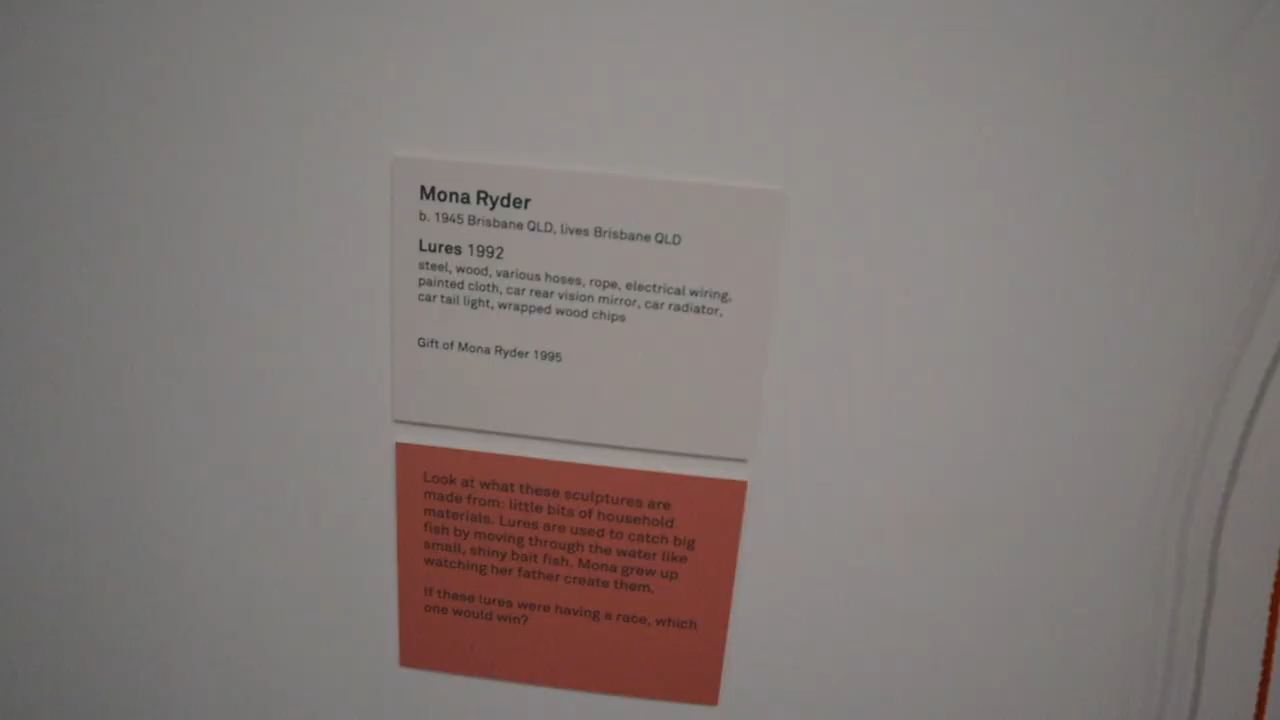 Mona Ryder
b. 1945 Brisbane QLD, lives Brisbane QLD
Lures 1992
steel, wood, various hoses, rope, electrical wiring,
painted cloth, car rear vision mirror, car radiator,
car tail light, wrapped wood chips
Gift of Mona Ryder 1995
Look at what these sculptures are
made from: little bits of household
materials. Lures are used to catch big
fish by moving through the water like
small, shiny bait fish. Mona grew up
watching her father create them.
If these lures were having a race, which
one would win?